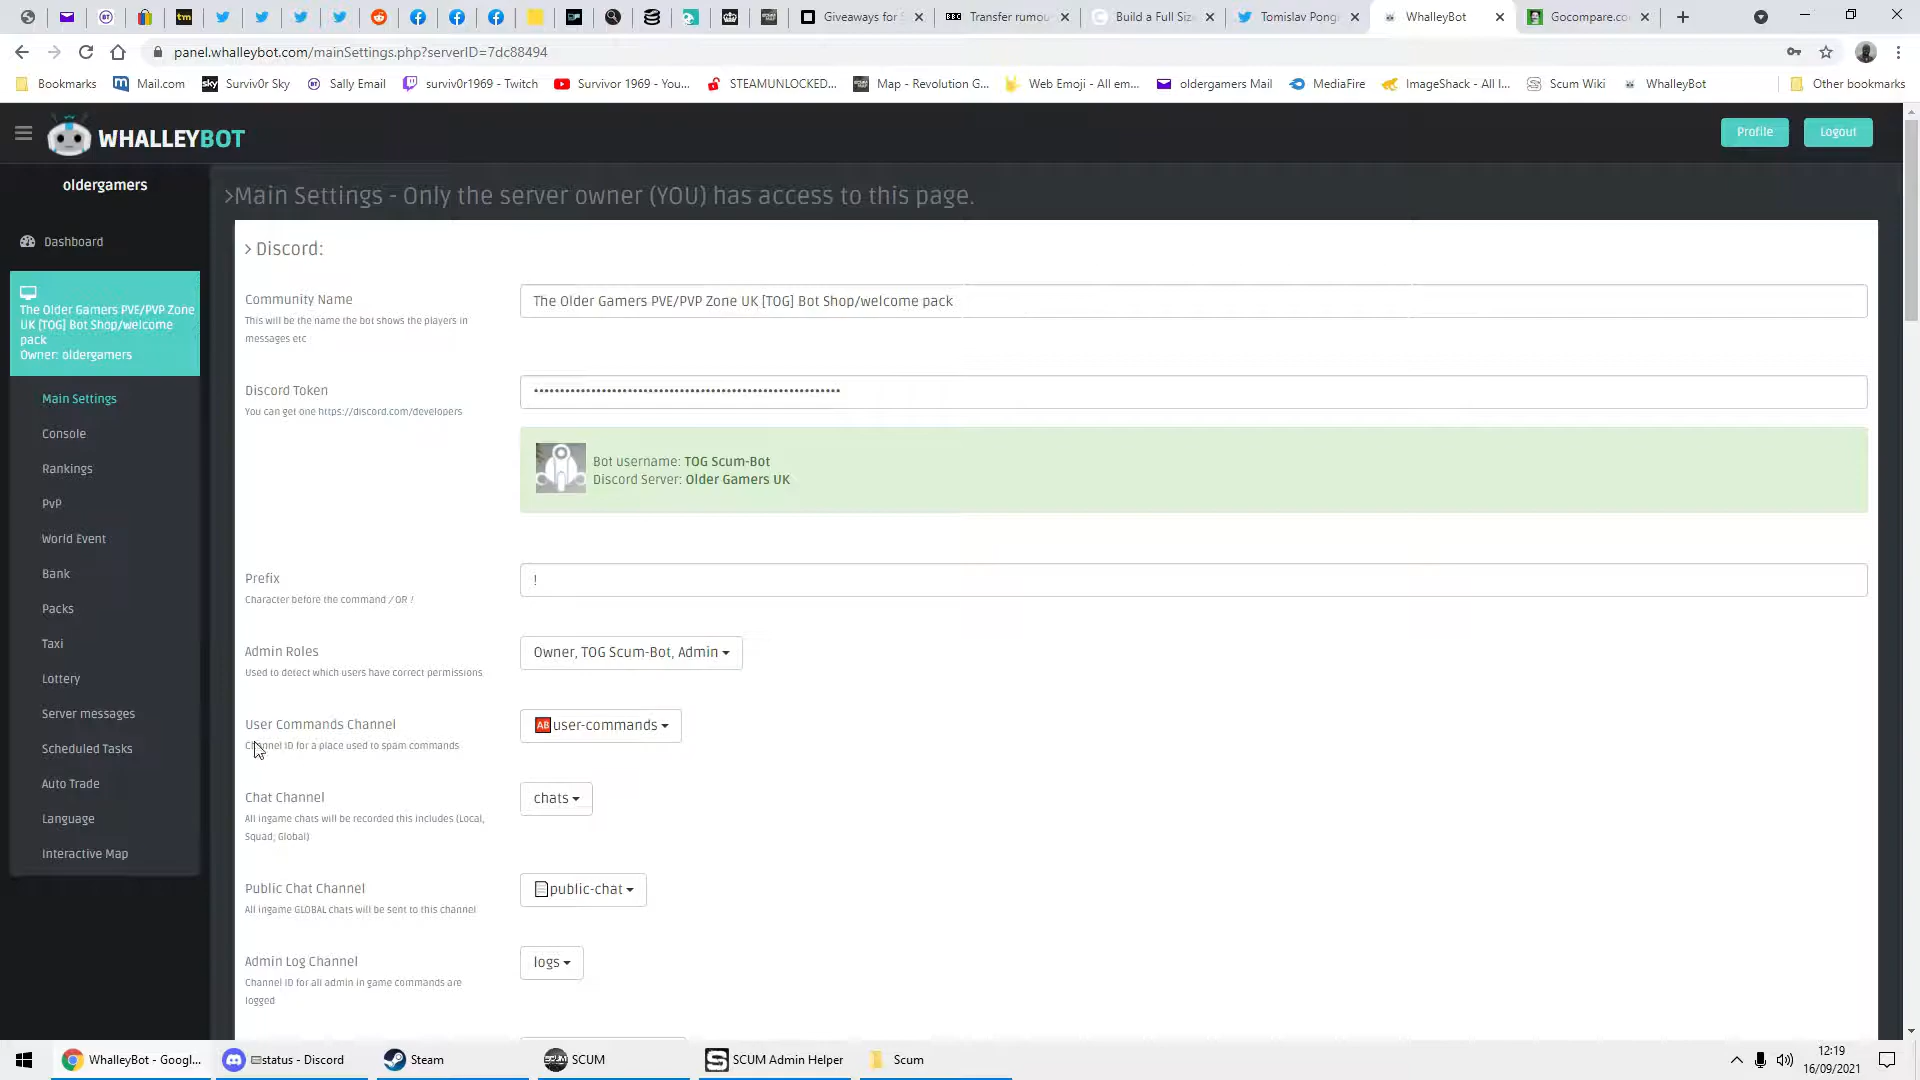 Giveaways for S
Transfer rumou
Build a Full Siz
Tomislav Pong
WhalleyBot
Gocompare.co
panel.whalleybot.com/mainSettings.php?serverID=7dc88494
Bookmarks
Mail.com
Surviv0r Sky
Sally Email
surviv0r1969 - Twitch
Survivor 1969 - You...
STEAMUNLOCKED...
Map - Revolution G...
Web Emoji - All em...
oldergamers Mail
MediaFire
ImageShack - All I...
Scum Wiki
WhalleyBot
Other bookmarks
WHALLEYBOT
Profile
Logout
oldergamers
Dashboard
The Older Gamers PVE/PVP Zone
UK [TOG] Bot Shop/welcome
pack
Owner: oldergamers
Main Settings
Console
Rankings
PvP
World Event
Bank
Packs
Taxi
Lottery
Server messages
Scheduled Tasks
Auto Trade
Language
Interactive Map
>Main Settings - Only the server owner (YOU) has access to this page.
> Discord:
Community Name
This will be the name the bot shows the players in
messages etc
The Older Gamers PVE/PVP Zone UK [TOG] Bot Shop/welcome pack
Discord Token
You can get one https://discord.com/developers
Bot username: TOG Scum-Bot
Discord Server: Older Gamers UK
Prefix
Character before the command / OR !
!
Admin Roles
Used to detect which users have correct permissions
Owner, TOG Scum-Bot, Admin
User Commands Channel
Channel ID for a place used to spam commands
AB user-commands
Chat Channel
All ingame chats will be recorded this includes (Local,
Squad, Global)
chats
Public Chat Channel
All ingame GLOBAL chats will be sent to this channel
public-chat
Admin Log Channel
Channel ID for all admin in game commands are
logged
logs
WhalleyBot - Googl...
status - Discord
Steam
SCUM
SCUM Admin Helper
Scum
12:19
16/09/2021